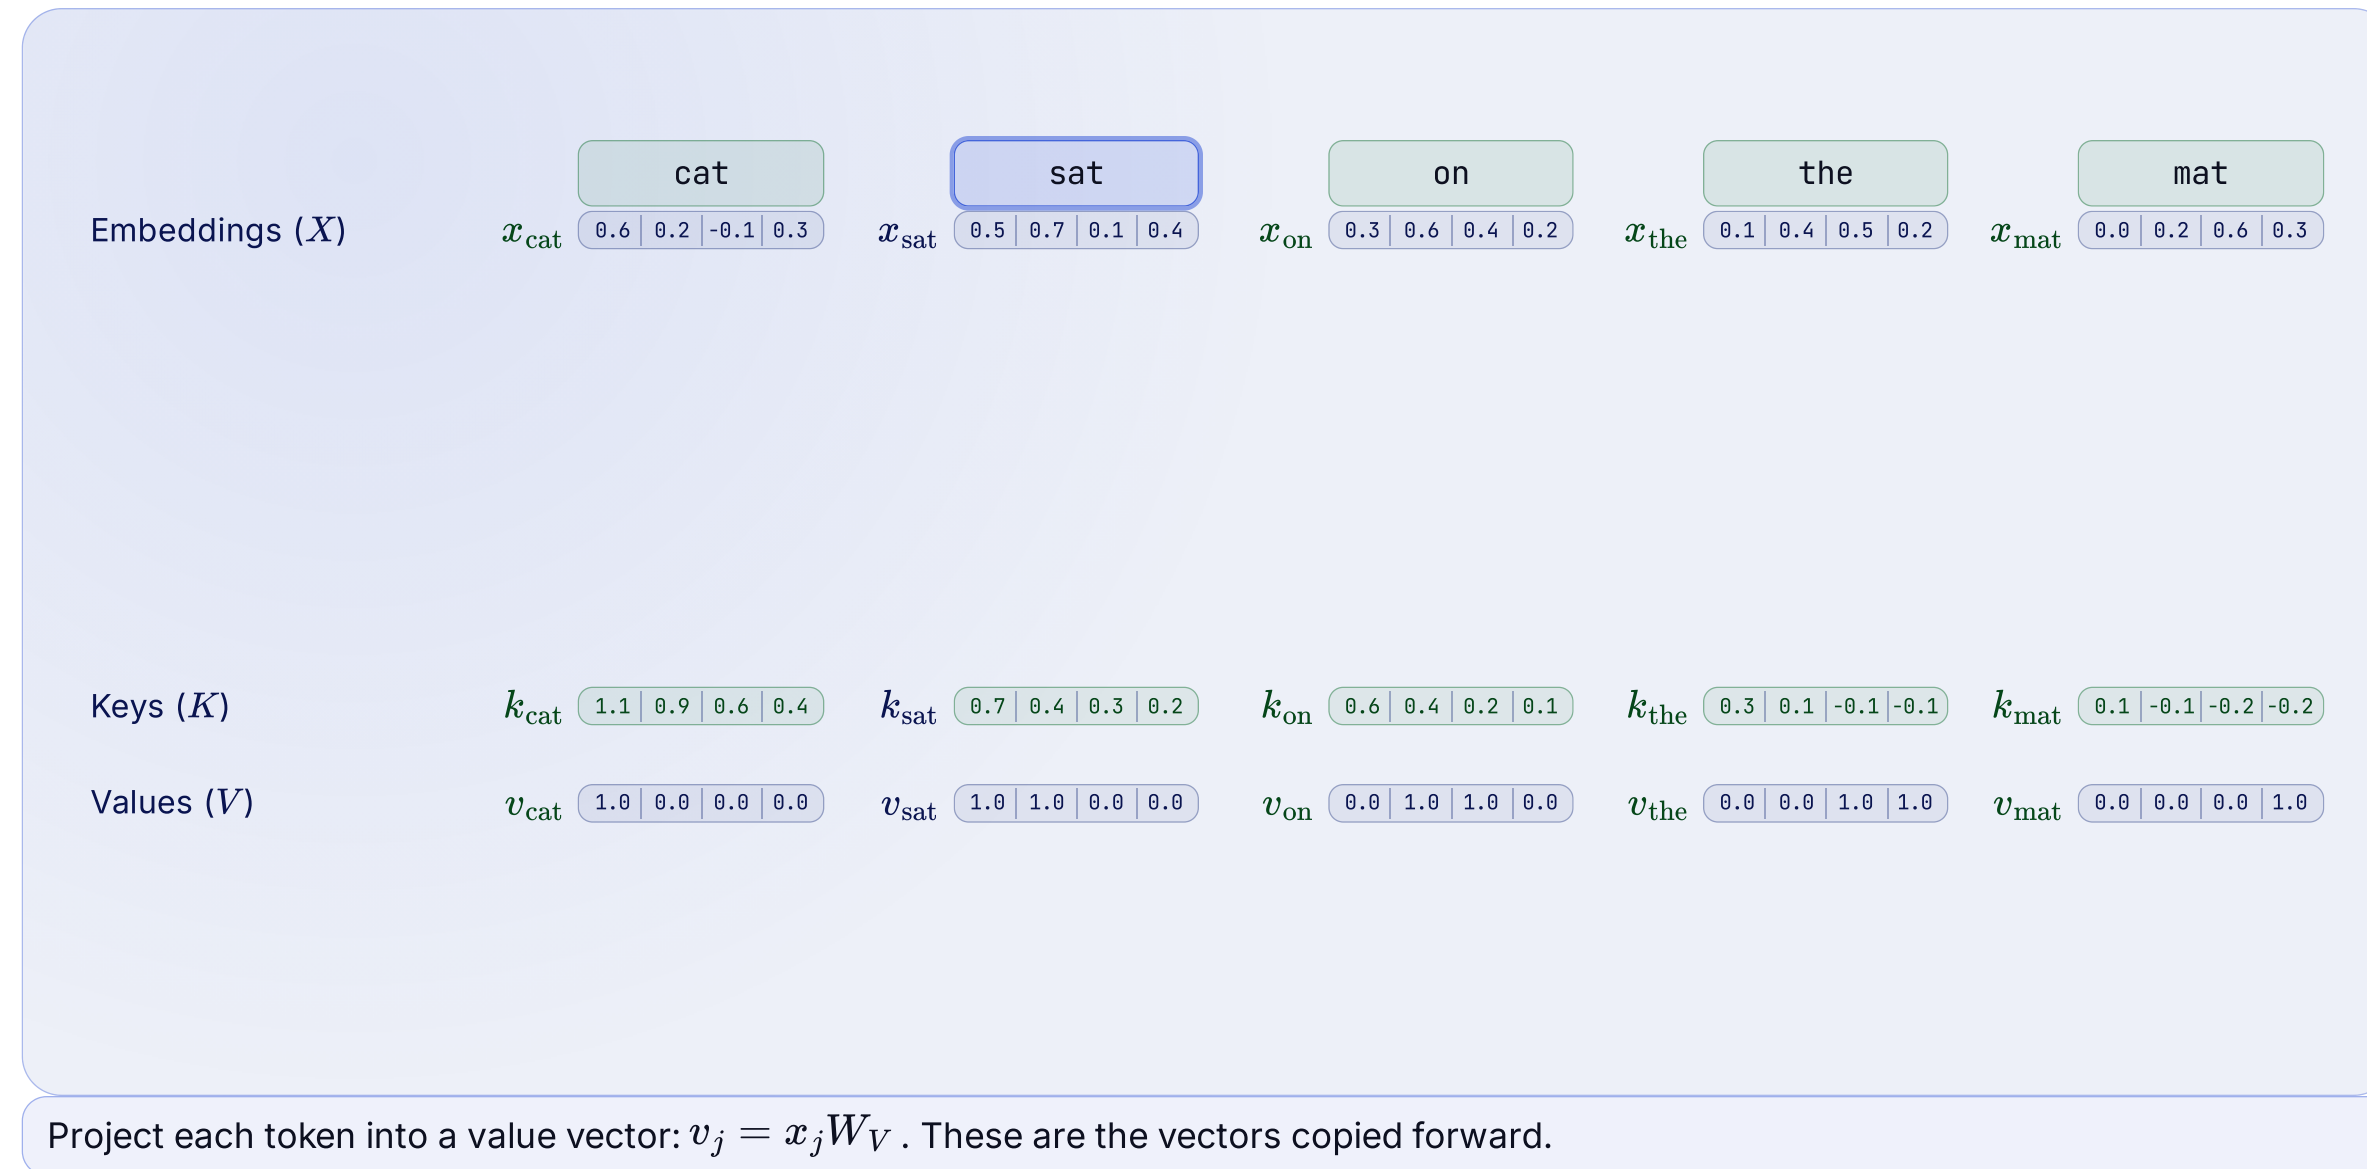 cat sat on the mat
Embeddings (X) x_cat 0.6 0.2 -0.1 0.3 x_sat 0.5 0.7 0.1 0.4 x_on 0.3 0.6 0.4 0.2 x_the 0.1 0.4 0.5 0.2 x_mat 0.0 0.2 0.6 0.3
Keys (K) k_cat 1.1 0.9 0.6 0.4 k_sat 0.7 0.4 0.3 0.2 k_on 0.6 0.4 0.2 0.1 k_the 0.3 0.1 -0.1 -0.1 k_mat 0.1 -0.1 -0.2 -0.2
Values (V) v_cat 1.0 0.0 0.0 0.0 v_sat 1.0 1.0 0.0 0.0 v_on 0.0 1.0 1.0 0.0 v_the 0.0 0.0 1.0 1.0 v_mat 0.0 0.0 0.0 1.0
Project each token into a value vector: v_j = x_j W_V . These are the vectors copied forward.